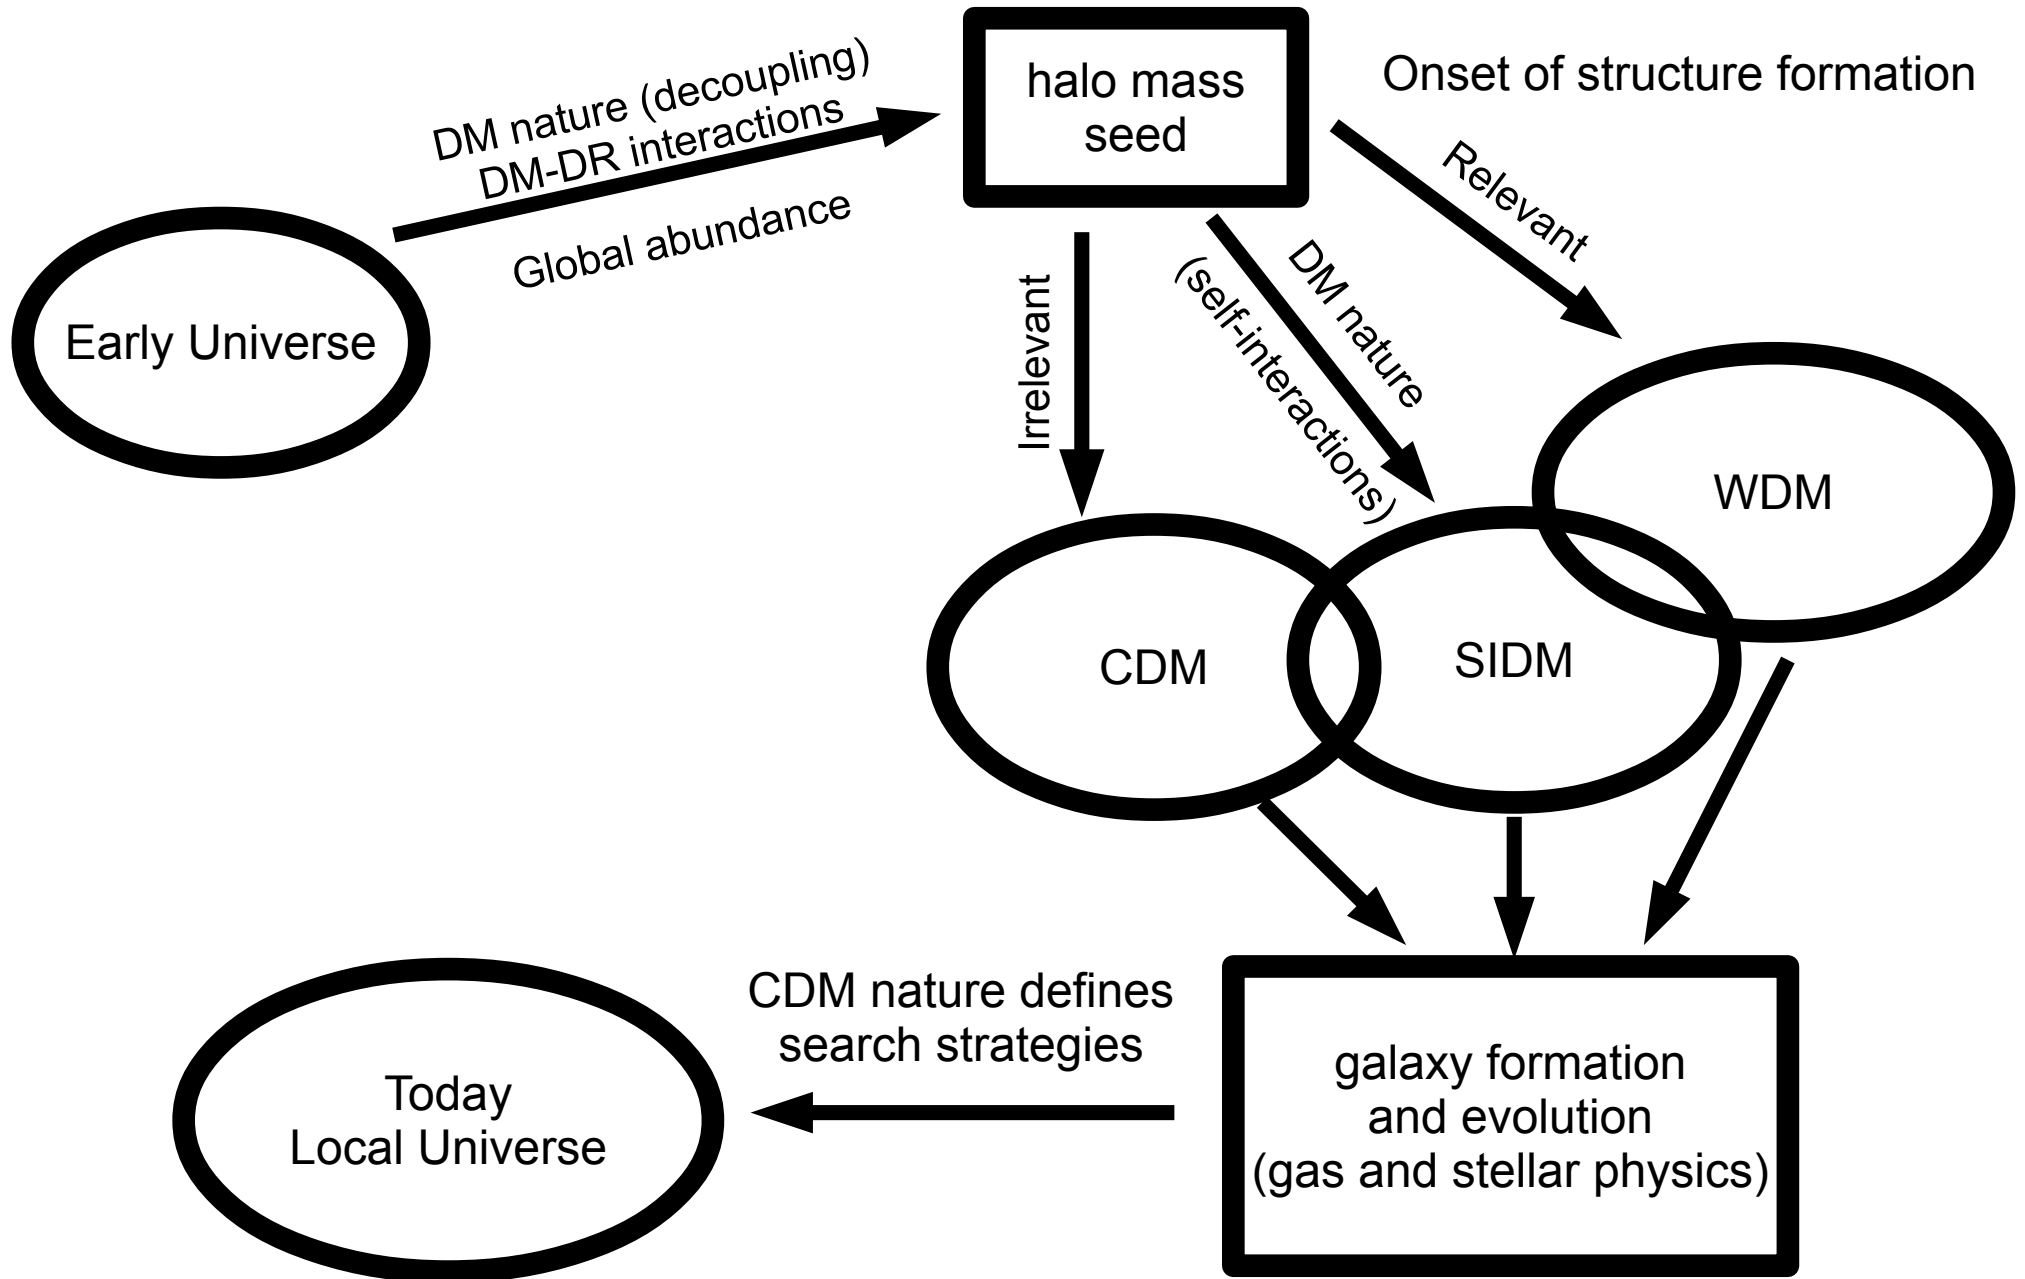 DM nature (decoupling)
DM-DR interactions
Global abundance
halo mass
seed
Onset of structure formation
Early Universe
Irrelevant
DM nature
(self-interactions)
Relevant
WDM
CDM
SIDM
CDM nature defines
search strategies
Today
Local Universe
galaxy formation
and evolution
(gas and stellar physics)